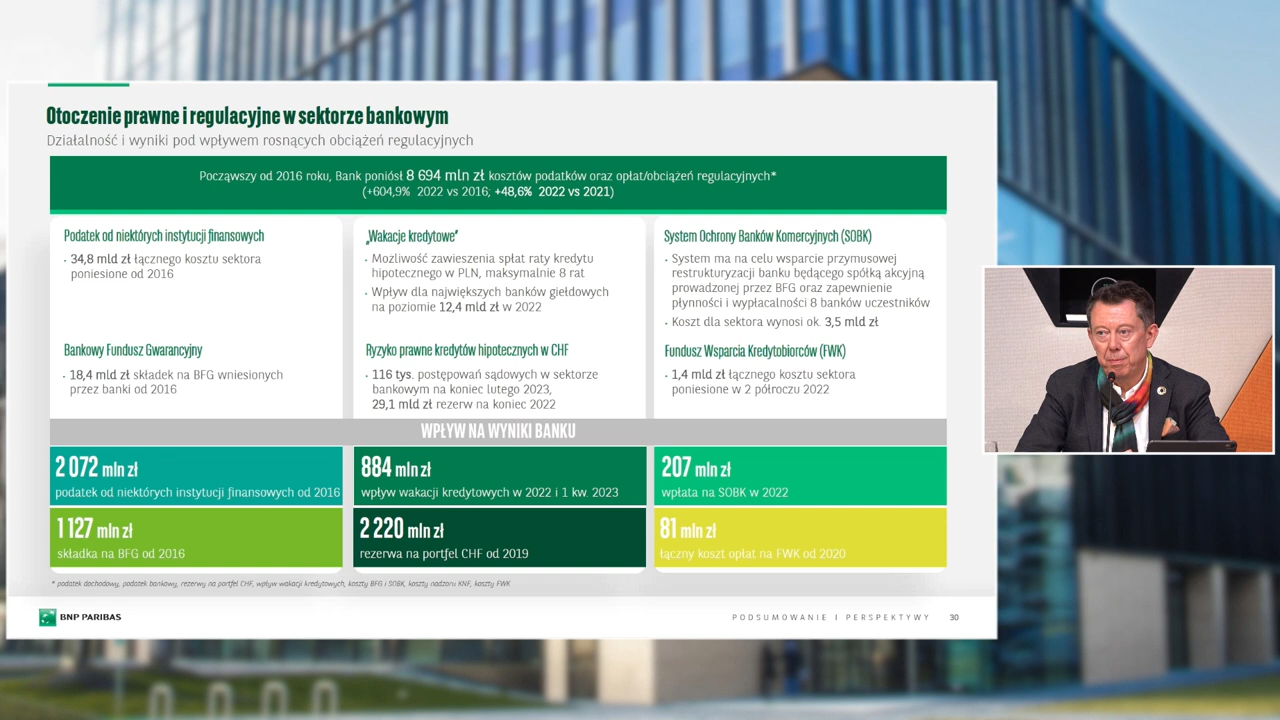 Otoczenie prawne i regulacyjne w sektorze bankowym
Działalność i wyniki pod wpływem rosnących obciążeń regulacyjnych
Począwszy od 2016 roku, Bank poniósł 8 694 mln zł kosztów podatków oraz opłat/obciążeń regulacyjnych*
(+604,9% 2022 vs 2016; +48,6% 2022 vs 2021)
Podatek od niektórych instytucji finansowych
· 34,8 mld zł łącznego kosztu sektora
poniesione od 2016
Bankowy Fundusz Gwarancyjny
· 18,4 mld zł składek na BFG wniesionych
przez banki od 2016
„Wakacje kredytowe”
· Możliwość zawieszenia spłat raty kredytu
hipotecznego w PLN, maksymalnie 8 rat
· Wpływ dla największych banków giełdowych
na poziomie 12,4 mld zł w 2022
Ryzyko prawne kredytów hipotecznych w CHF
· 116 tys. postępowań sądowych w sektorze
bankowym na koniec lutego 2023,
29,1 mld zł rezerw na koniec 2022
System Ochrony Banków Komercyjnych (SOBK)
· System ma na celu wsparcie przymusowej
restrukturyzacji banku będącego spółką akcyjną
prowadzonej przez BFG oraz zapewnienie
płynności i wypłacalności 8 banków uczestników
· Koszt dla sektora wynosi ok. 3,5 mld zł
Fundusz Wsparcia Kredytobiorców (FWK)
· 1,4 mld zł łącznego kosztu sektora
poniesione w 2 półroczu 2022
WPŁYW NA WYNIKI BANKU
2 072 mln zł
podatek od niektórych instytucji finansowych od 2016
884 mln zł
wpływ wakacji kredytowych w 2022 i 1 kw. 2023
207 mln zł
wpłata na SOBK w 2022
1 127 mln zł
składka na BFG od 2016
2 220 mln zł
rezerwa na portfel CHF od 2019
81 mln zł
łączny koszt opłat na FWK od 2020
* podatek dochodowy, podatek bankowy, rezerwy na portfel CHF, wpływ wakacji kredytowych, koszty BFG i SOBK, koszty nadzoru KNF, koszty FWK
BNP PARIBAS
PODSUMOWANIE I PERSPEKTYWY 30